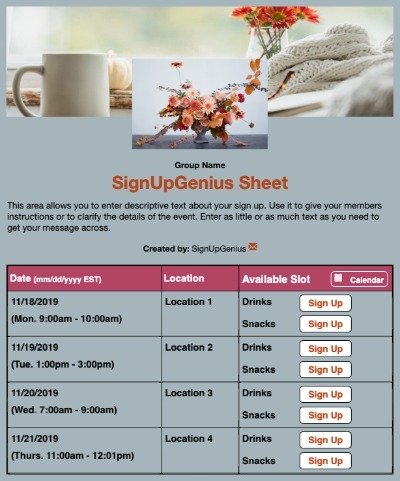 Group Name
SignUpGenius Sheet
This area allows you to enter descriptive text about your sign up. Use it to give your members
instructions or to clarify the details of the event. Enter as little or as much text as you need to
get your message across.
Created by: SignUpGenius
Date (mm/dd/yyyy EST) Location Available Slot Calendar
11/18/2019 Location 1 Drinks Sign Up
(Mon. 9:00am - 10:00am) Snacks Sign Up
11/19/2019 Location 2 Drinks Sign Up
(Tue. 1:00pm - 3:00pm) Snacks Sign Up
11/20/2019 Location 3 Drinks Sign Up
(Wed. 7:00am - 9:00am) Snacks Sign Up
11/21/2019 Location 4 Drinks Sign Up
(Thurs. 11:00am - 12:01pm) Snacks Sign Up